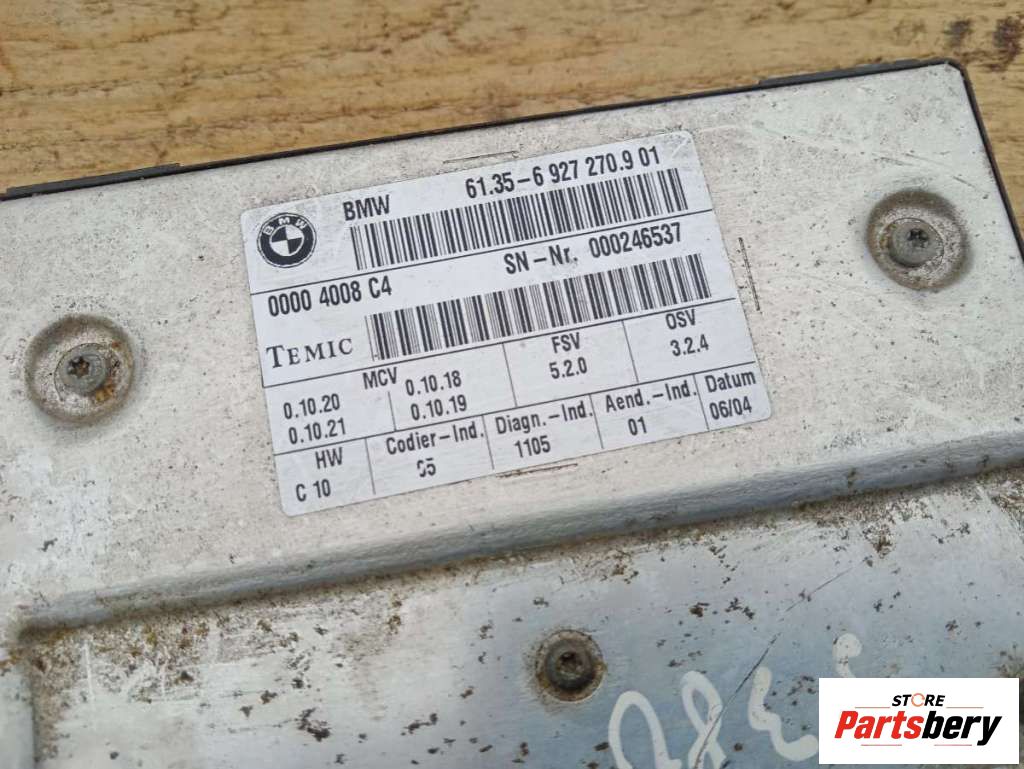 BMW 61.35-6 927 270.9 01
BMW
0000 4008 C4 SN-Nr. 000246537
TEMIC
MCV FSV OSV
0.10.20 0.10.18 5.2.0 3.2.4
0.10.21 0.10.19
HW Codier-Ind. Diagn.-Ind. Aend.-Ind. Datum
C 10 1105 01 06/04
STORE
Partsbery